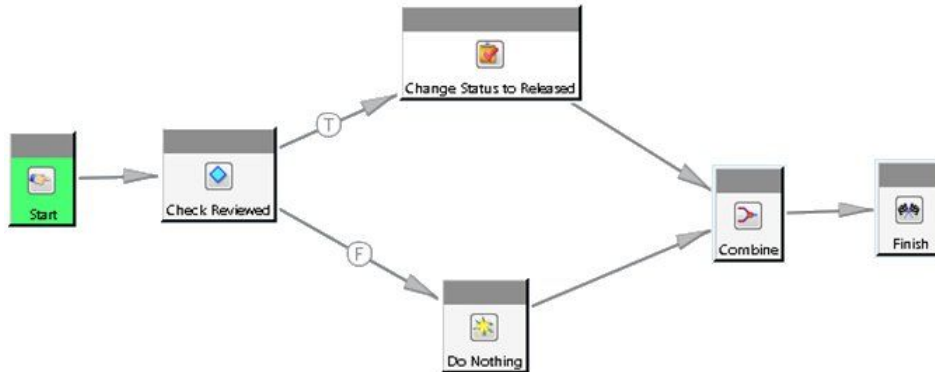 Start
Check Reviewed
T
Change Status to Released
F
Do Nothing
Combine
Finish